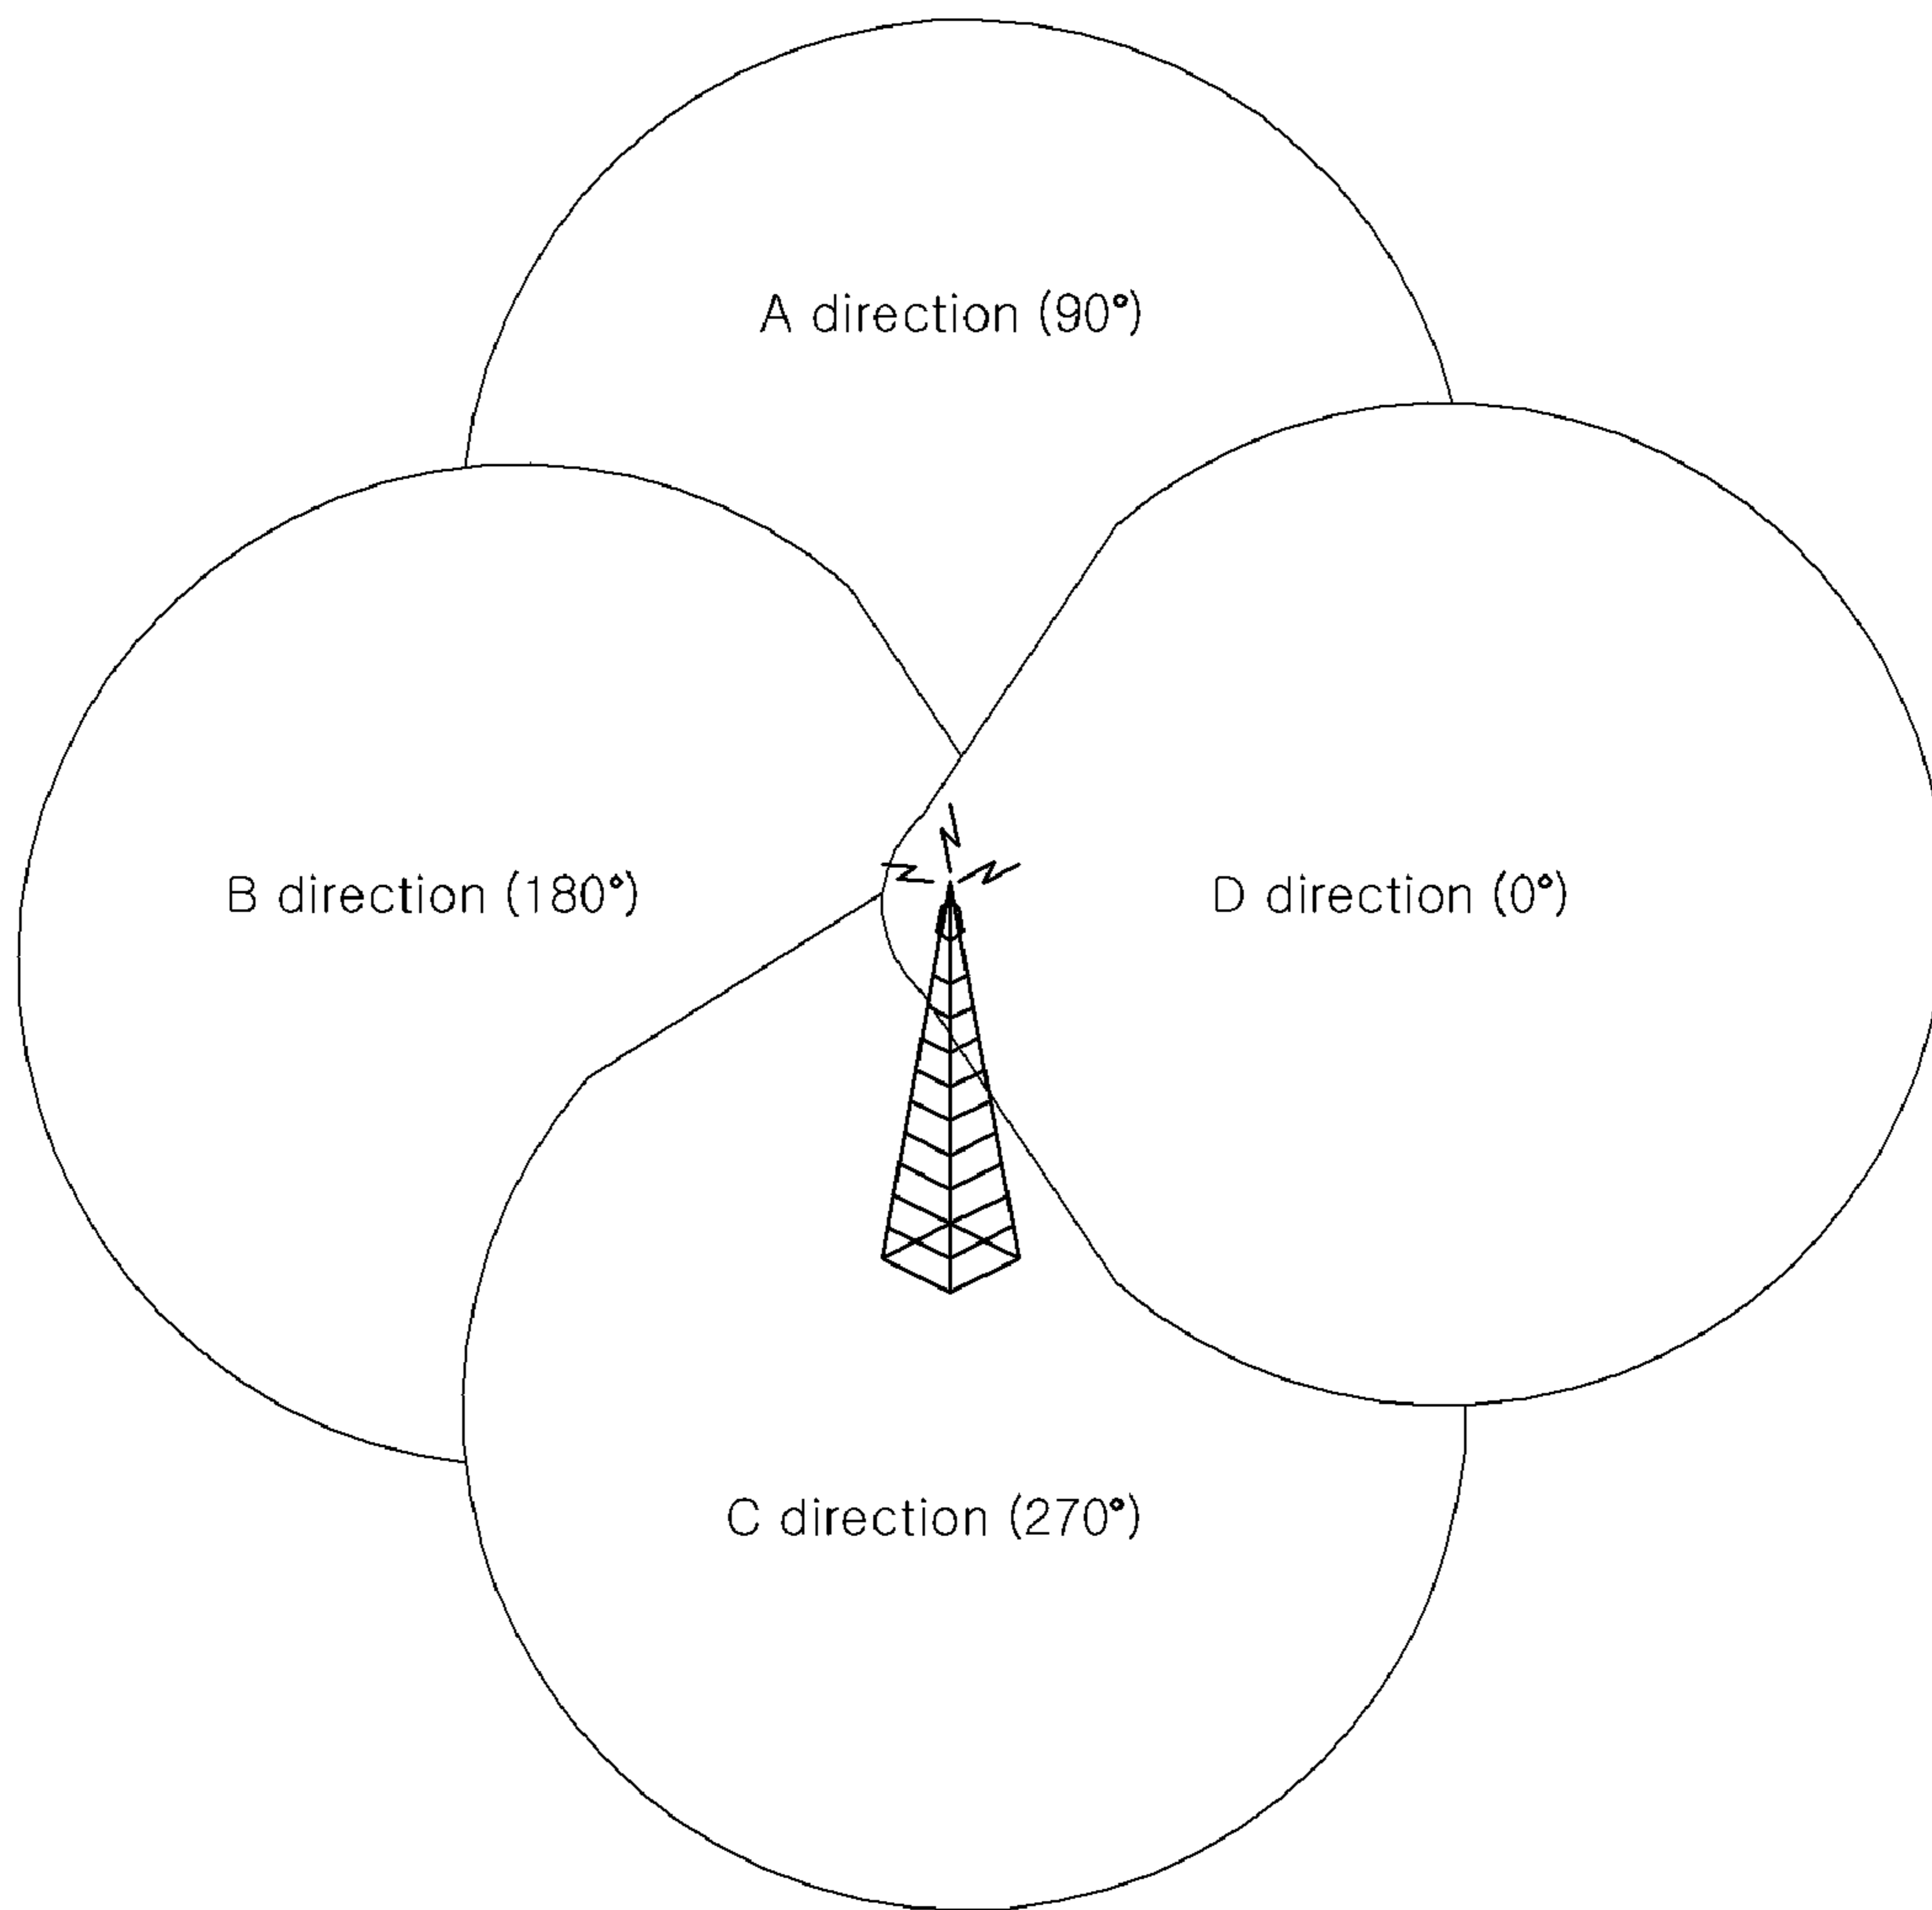 A direction (90°)
B direction (180°)
D direction (0°)
C direction (270°)